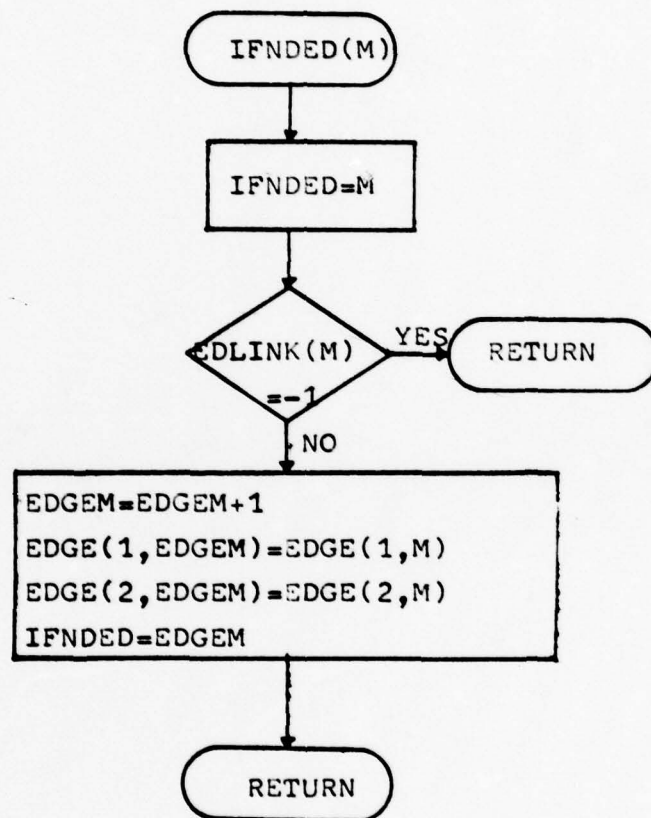 IFNDED(M)
IFNDED=M
EDLINK(M)
=-1
YES
RETURN
NO
EDGEM=EDGEM+1
EDGE(1,EDGEM)=EDGE(1,M)
EDGE(2,EDGEM)=EDGE(2,M)
IFNDED=EDGEM
RETURN